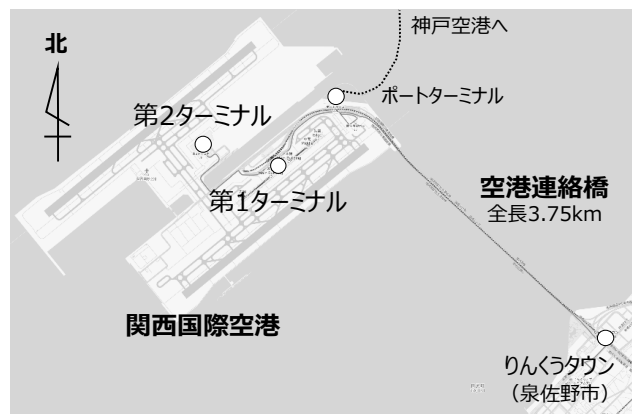 神戸空港へ
北
ポートターミナル
第2ターミナル
空港連絡橋
全長3.75km
第1ターミナル
関西国際空港
りんくうタウン
（泉佐野市）